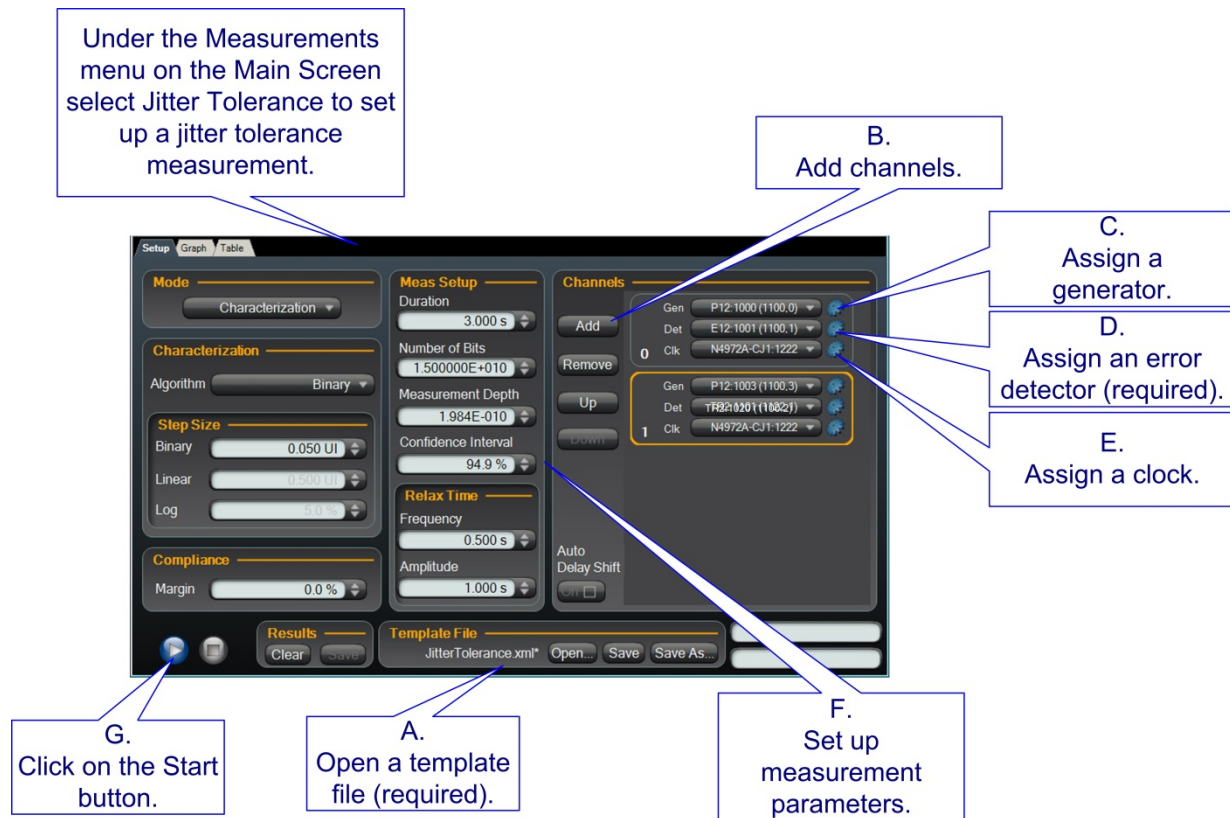 Under the Measurements
menu on the Main Screen
select Jitter Tolerance to set
up a jitter tolerance
measurement.
B.
Add channels.
C.
Assign a
generator.
D.
Assign an error
detector (required).
E.
Assign a clock.
Setup Graph Table
Mode
Characterization
Characterization
Algorithm Binary
Step Size
Binary 0.050 UI
Linear 0.500 UI
Log 5.0 %
Compliance
Margin 0.0 %
Meas Setup
Duration
3.000 s
Number of Bits
1.500000E+010
Measurement Depth
1.984E-010
Confidence Interval
94.9 %
Relax Time
Frequency
0.500 s
Amplitude
1.000 s
Channels
Add
Remove
Up
Down
Auto
Delay Shift
On
Gen P12:1000 (1100,0)
Det E12:1001 (1100,1)
0 Clk N4972A-CJ1:1222
Gen P12:1003 (1100,3)
Det
1 Clk N4972A-CJ1:1222
Results
Clear Save
Template File
JitterTolerance.xml* Open... Save Save As...
G.
Click on the Start
button.
A.
Open a template
file (required).
F.
Set up
measurement
parameters.